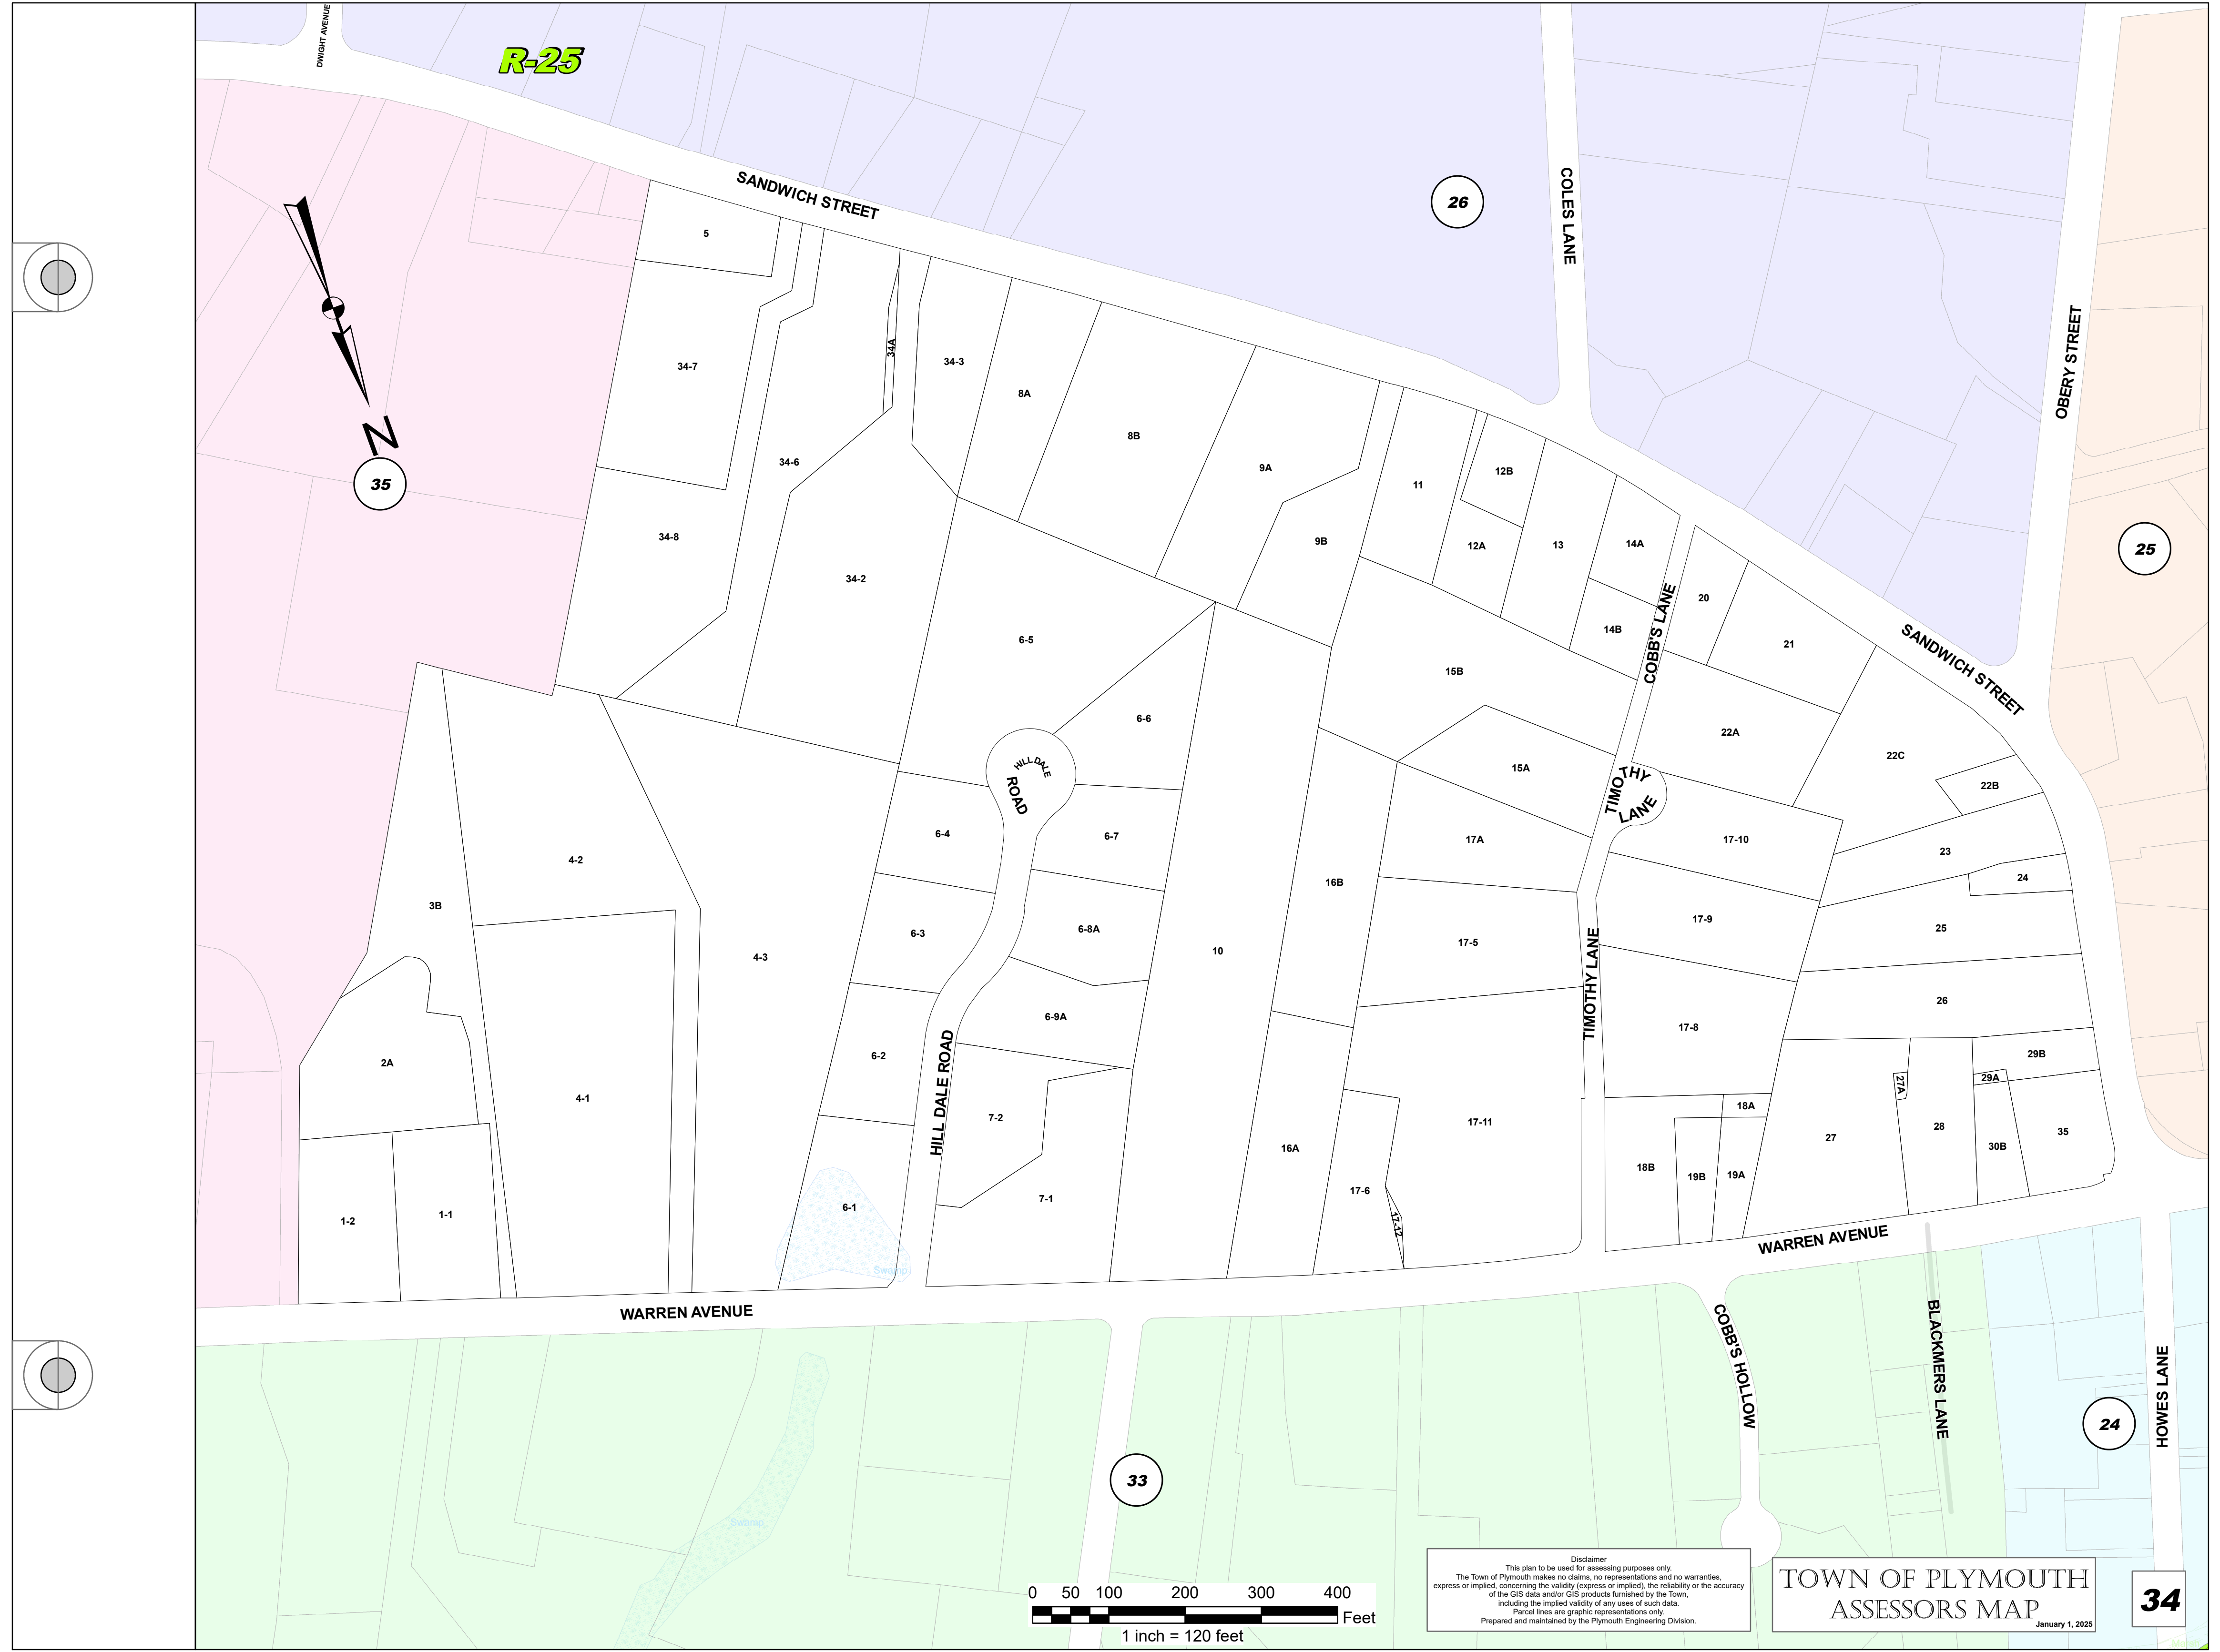 DWIGHT AVENUE
R-25
SANDWICH STREET
COLES LANE
26
OBERY STREET
N
35
25
5
34-7
34A
34-3
8A
8B
34-6
9A
11
12B
34-8
9B
12A
13
14A
34-2
20
14B
COBB'S LANE
21
SANDWICH STREET
6-5
15B
6-6
22A
22C
HILL DALE
ROAD
15A
TIMOTHY
LANE
22B
6-4
6-7
17A
17-10
23
4-2
24
16B
3B
6-3
6-8A
17-5
17-9
25
4-3
10
TIMOTHY LANE
26
6-9A
17-8
6-2
HILL DALE ROAD
2A
29B
29A
27A
4-1
7-2
18A
17-11
27
28
35
16A
30B
18B
19B
19A
17-6
7-1
6-1
1-2
1-1
17-12
Swamp
WARREN AVENUE
WARREN AVENUE
COBB'S HOLLOW
BLACKMERS LANE
HOWES LANE
24
33
Swamp
0 50 100 200 300 400
Feet
1 inch = 120 feet
Disclaimer
This plan to be used for assessing purposes only.
The Town of Plymouth makes no claims, no representations and no warranties,
express or implied, concerning the validity (express or implied), the reliability or the accuracy
of the GIS data and/or GIS products furnished by the Town,
including the implied validity of any uses of such data.
Parcel lines are graphic representations only.
Prepared and maintained by the Plymouth Engineering Division.
TOWN OF PLYMOUTH
ASSESSORS MAP
January 1, 2025
34